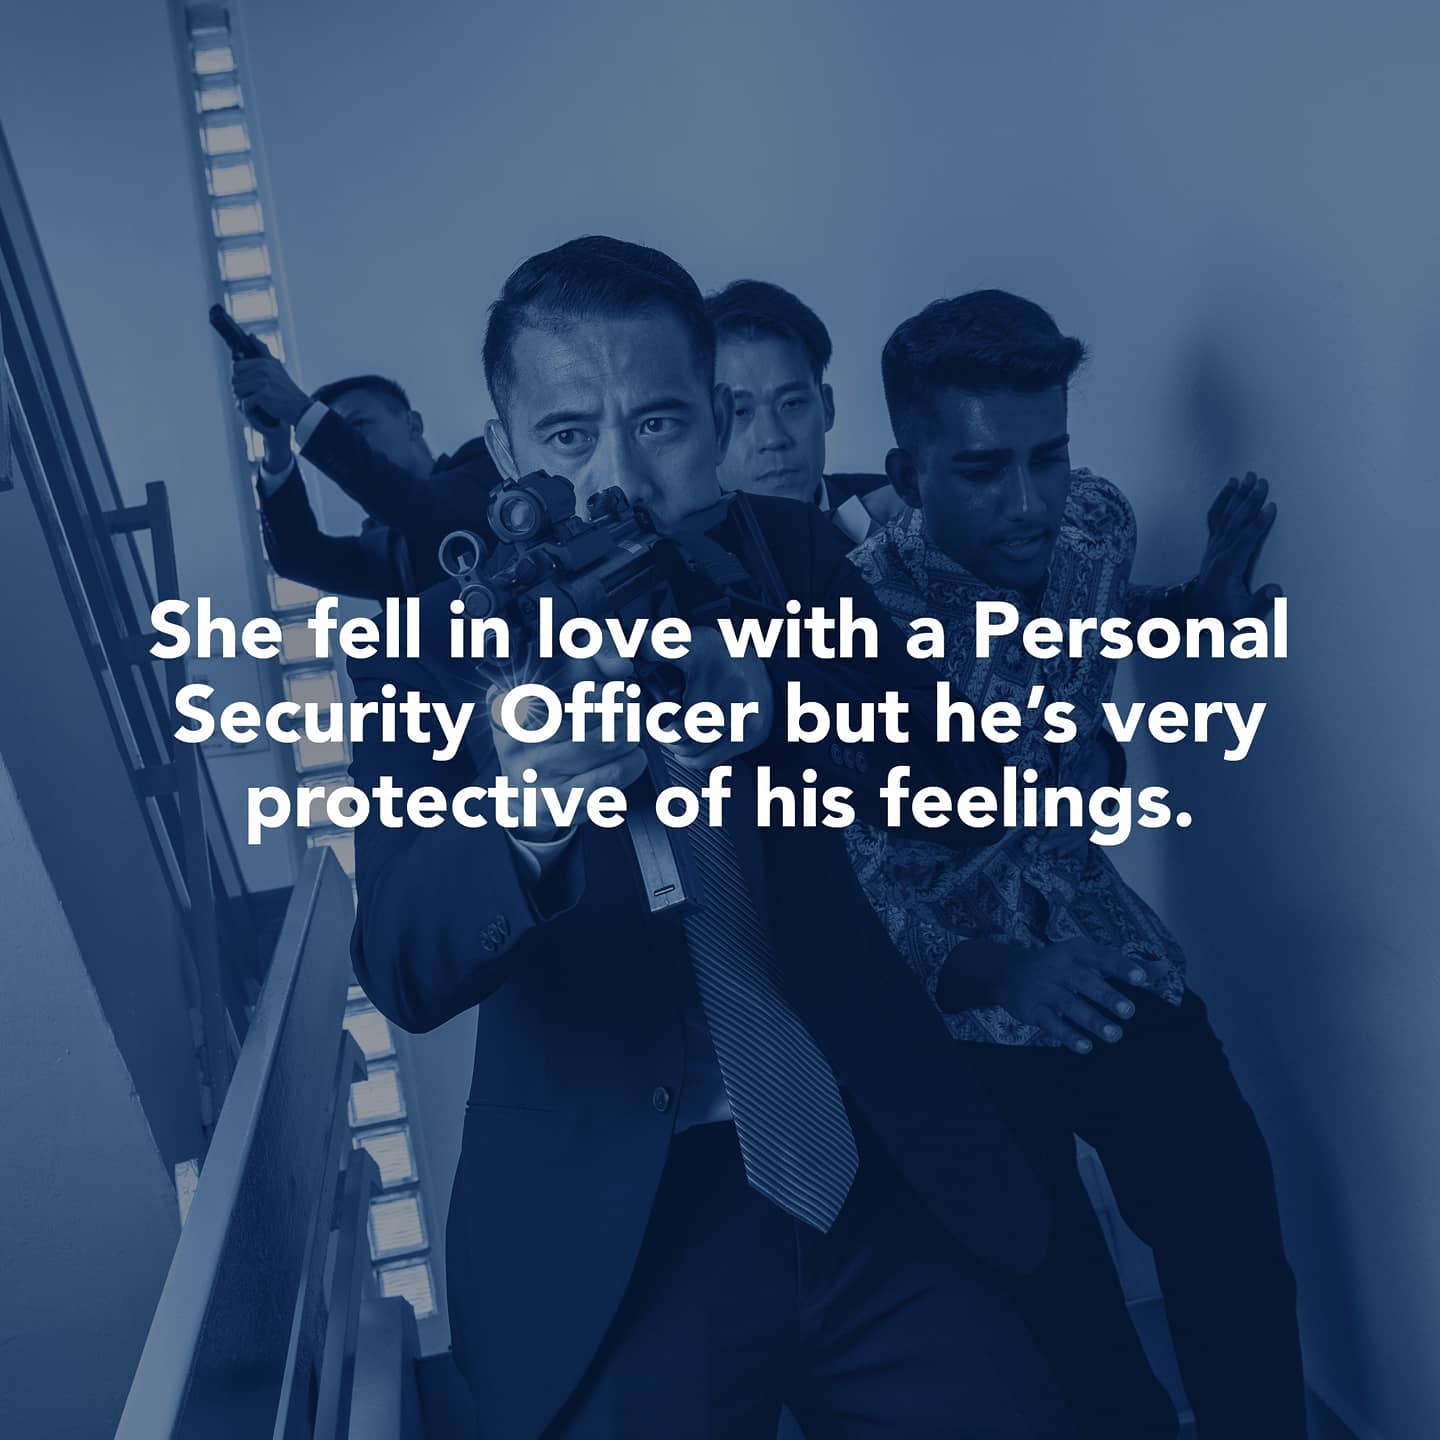 She fell in love with a Personal
Security Officer but he’s very
protective of his feelings.